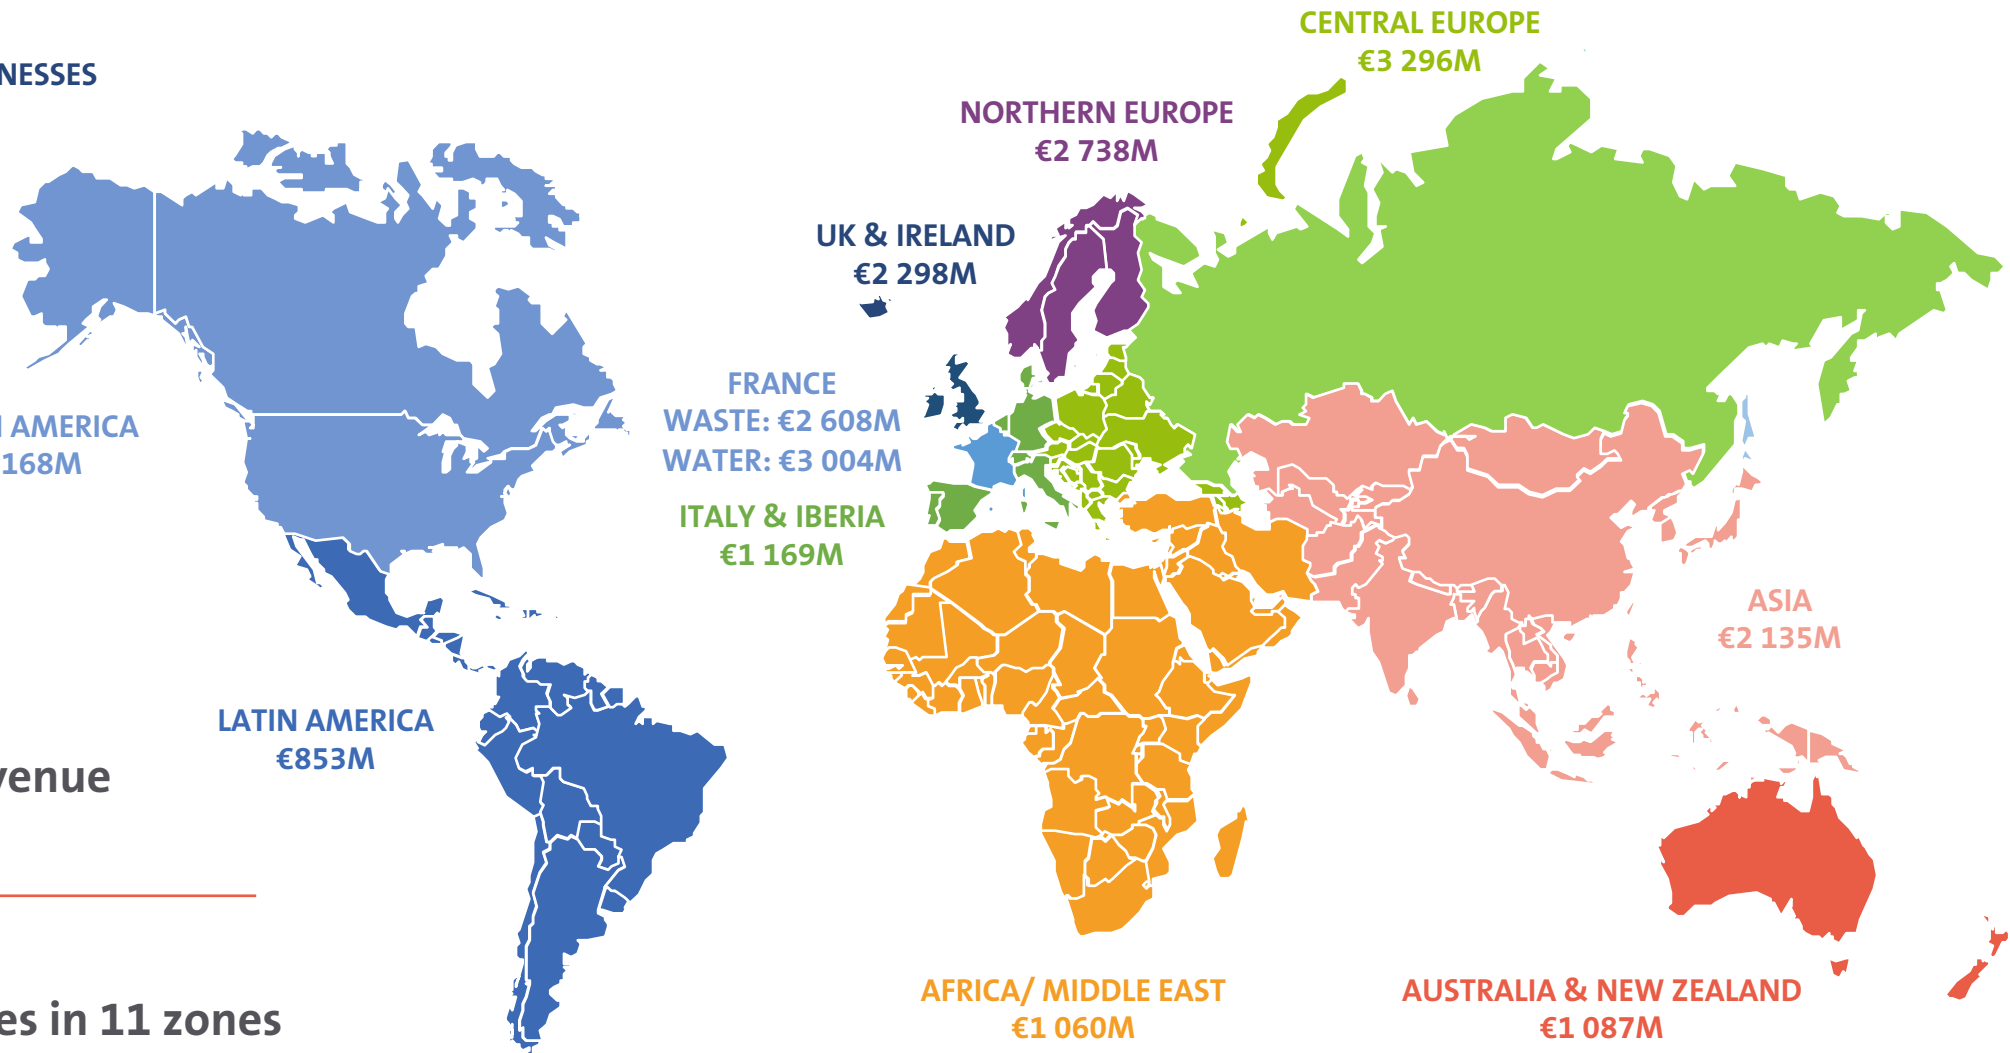 NESSES
CENTRAL EUROPE
€3 296M
NORTHERN EUROPE
€2 738M
UK & IRELAND
€2 298M
FRANCE
WASTE: €2 608M
WATER: €3 004M
AMERICA
168M
ITALY & IBERIA
€1 169M
ASIA
€2 135M
LATIN AMERICA
€853M
venue
AFRICA/ MIDDLE EAST
€1 060M
AUSTRALIA & NEW ZEALAND
€1 087M
es in 11 zones